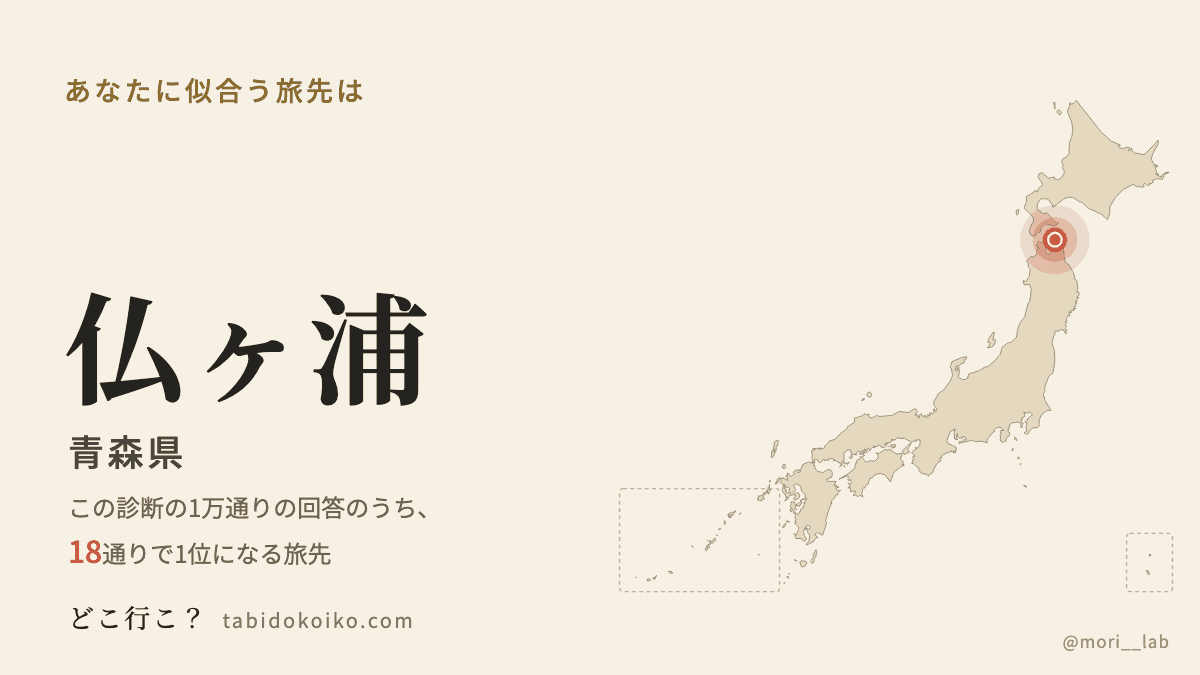 あなたに似合う旅先は
仏ヶ浦
青森県
この診断の1万通りの回答のうち、
18通りで1位になる旅先
どこ行こ？ tabidokoiko.com
@mori__lab